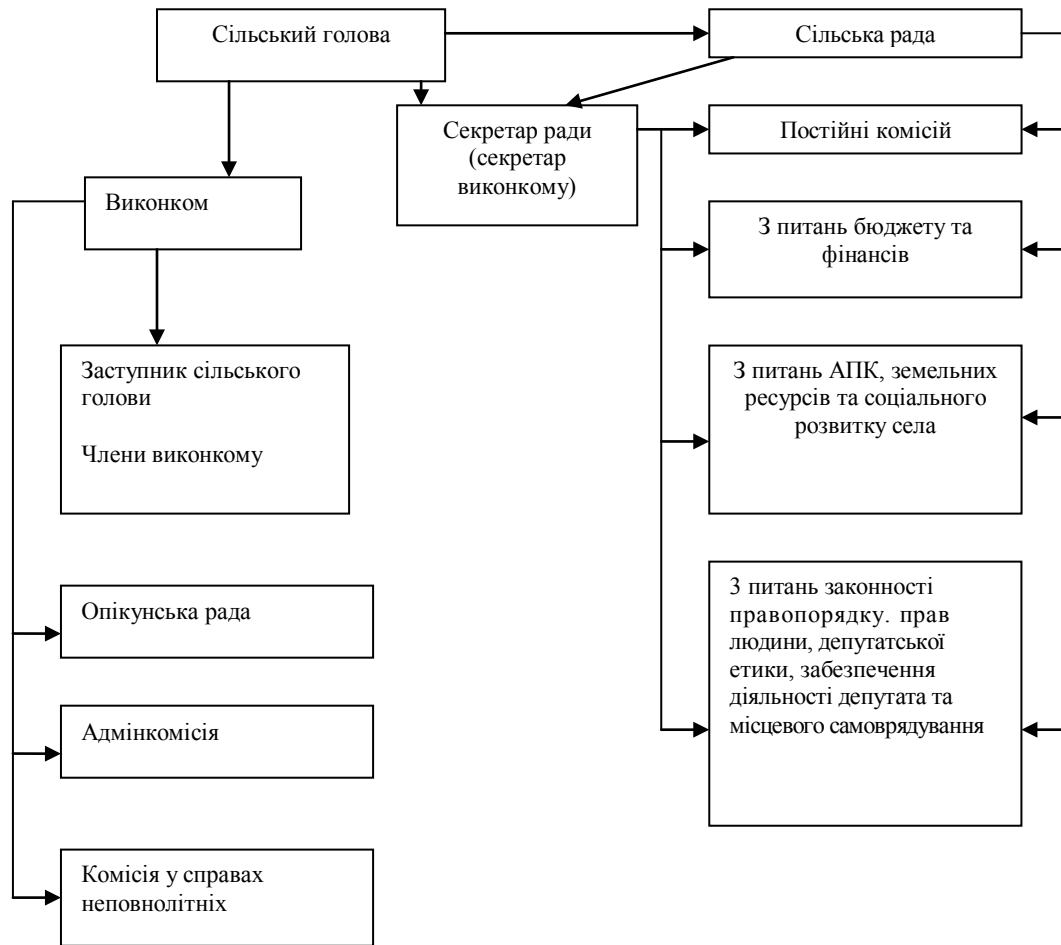 Сільський голова
Сільська рада
Секретар ради
(секретар
виконкому)
Постійні комісій
Виконком
З питань бюджету та
фінансів
Заступник сільського
голови
Члени виконкому
З питань АПК, земельних
ресурсів та соціального
розвитку села
Опікунська рада
З питань законності
правопорядку. прав
людини, депутатської
етики, забезпечення
діяльності депутата та
місцевого самоврядування
Адмінкомісія
Комісія у справах
неповнолітніх